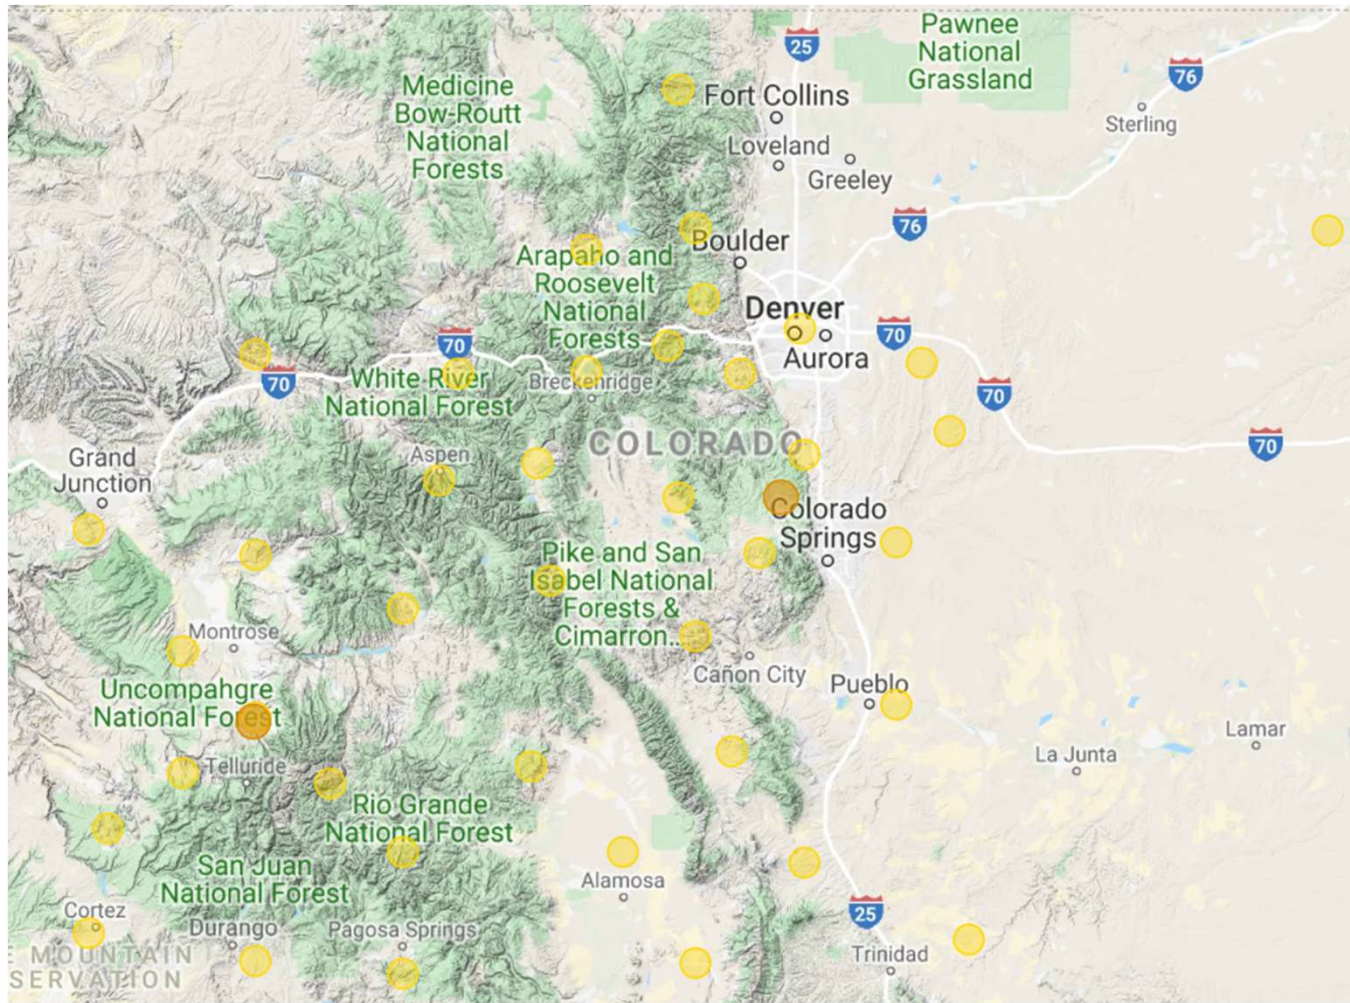 Pawnee
National
Grassland
25
76
Medicine
Bow-Routt
National
Forests
Fort Collins
Sterling
Loveland
Greeley
76
Boulder
Arapaho and
Roosevelt
National
Forests
Denver
70
70
Aurora
70
White River
National Forest
Breckenridge
70
COLORADO
70
Grand
Junction
Aspen
Colorado
Springs
Pike and San
Isabel National
Forests &
Cimarron...
Montrose
Cañon City
Pueblo
Uncompahgre
National Forest
Lamar
La Junta
Telluride
Rio Grande
National Forest
San Juan
National Forest
Alamosa
Cortez
25
Durango
Pagosa Springs
E MOUNTAIN
SERVATION
Trinidad